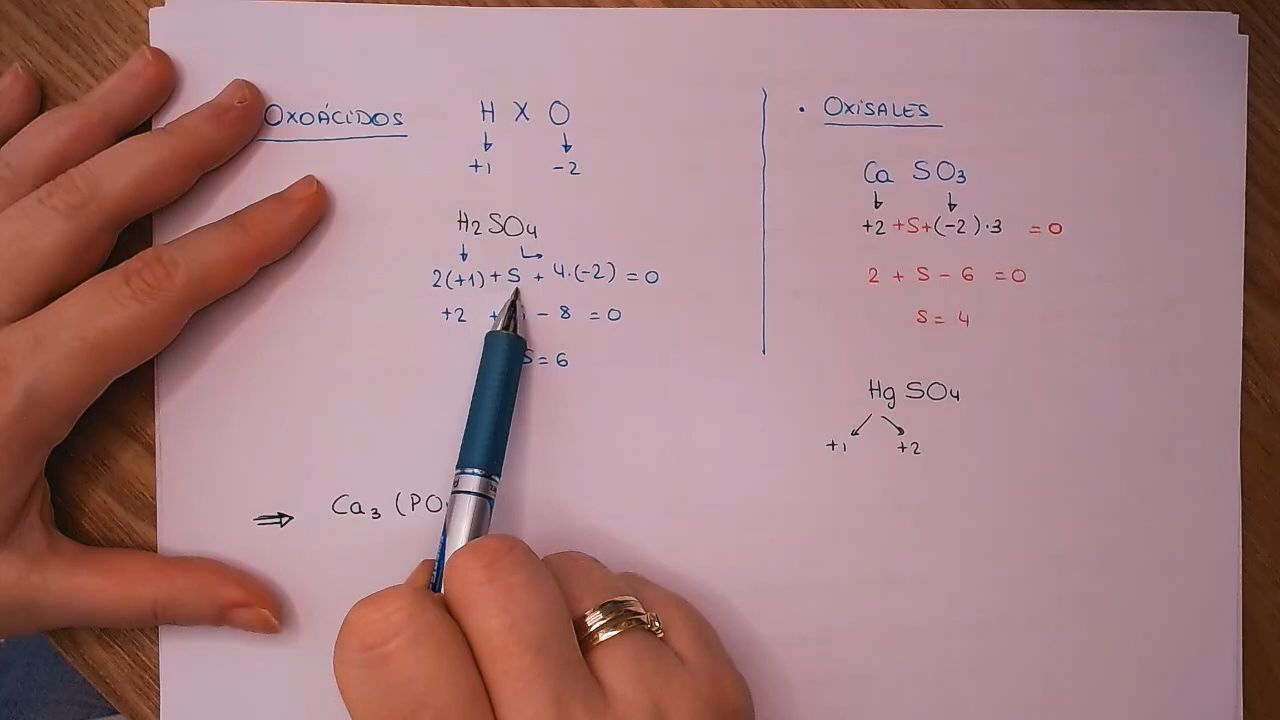 OXOÁCIDOS
H X O
+1 -2
H2SO4
2(+1) + S + 4·(-2) = 0
+2 + - 8 = 0
S = 6
⇒ Ca3 (PO
• OXISALES
Ca SO3
+2 +S+(-2)·3 = 0
2 + S - 6 = 0
S = 4
Hg SO4
+1 +2